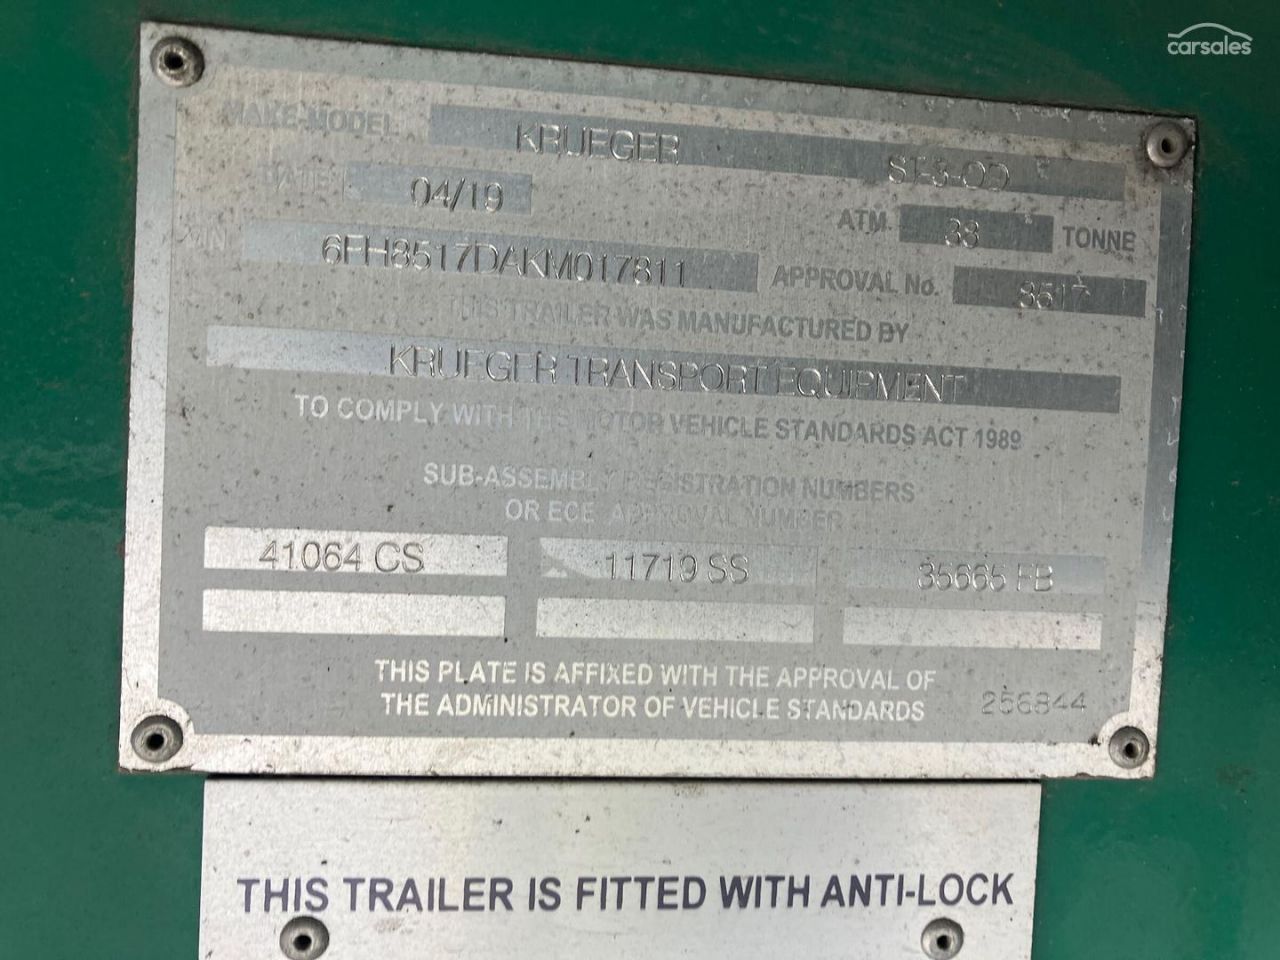 carsales
MAKE-MODEL KRUEGER ST-3-OD
DATE 04/19
ATM 38 TONNE
VIN 6FH8517DAKM017811
APPROVAL No. 8517
THIS TRAILER WAS MANUFACTURED BY
KRUEGER TRANSPORT EQUIPMENT
TO COMPLY WITH THE MOTOR VEHICLE STANDARDS ACT 1989
SUB-ASSEMBLY REGISTRATION NUMBERS
OR ECE APPROVAL NUMBER
41064 CS 11719 SS 35665 FB
THIS PLATE IS AFFIXED WITH THE APPROVAL OF
THE ADMINISTRATOR OF VEHICLE STANDARDS 256844
THIS TRAILER IS FITTED WITH ANTI-LOCK